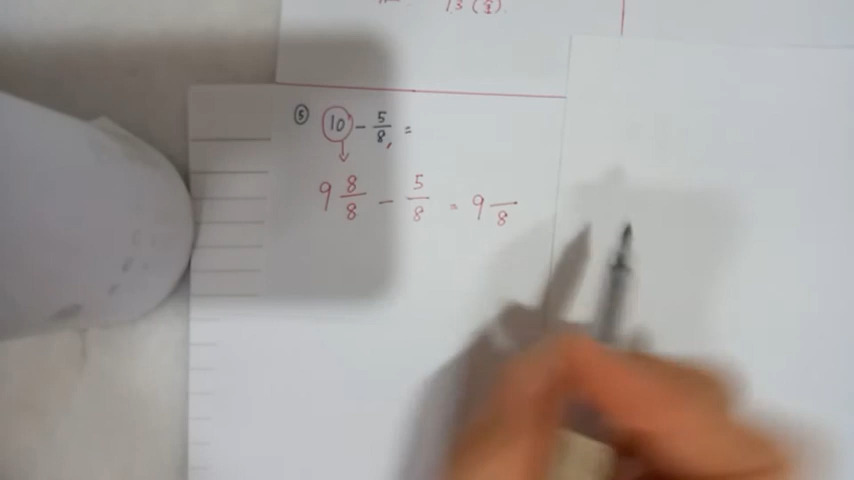 ⑤ 10 - 5/8 =
9 8/8 - 5/8 = 9 /8